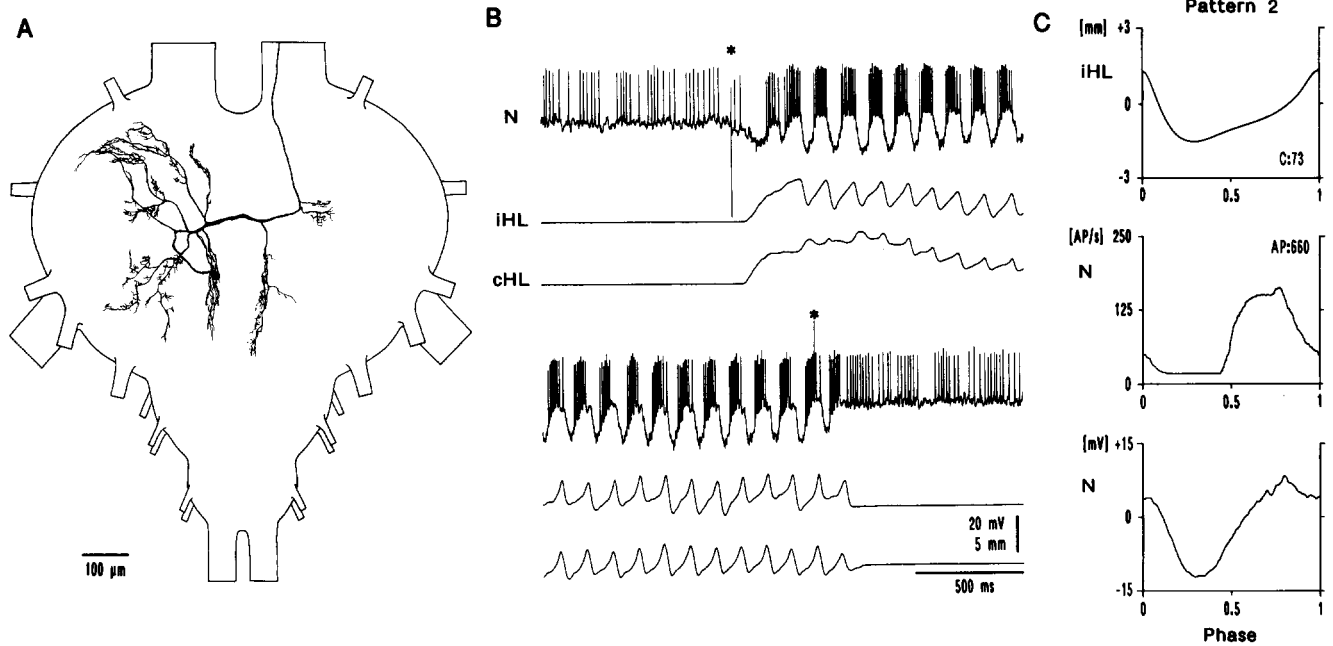 A
100 µm
B
*
N
iHL
cHL
*
20 mV
5 mm
500 ms
C
Pattern 2
[mm] +3
iHL
0
C:73
-3
0 0.5 1
[AP/s] 250
N
AP:660
125
0
0 0.5 1
[mV] +15
N
0
-15
0 0.5 1
Phase